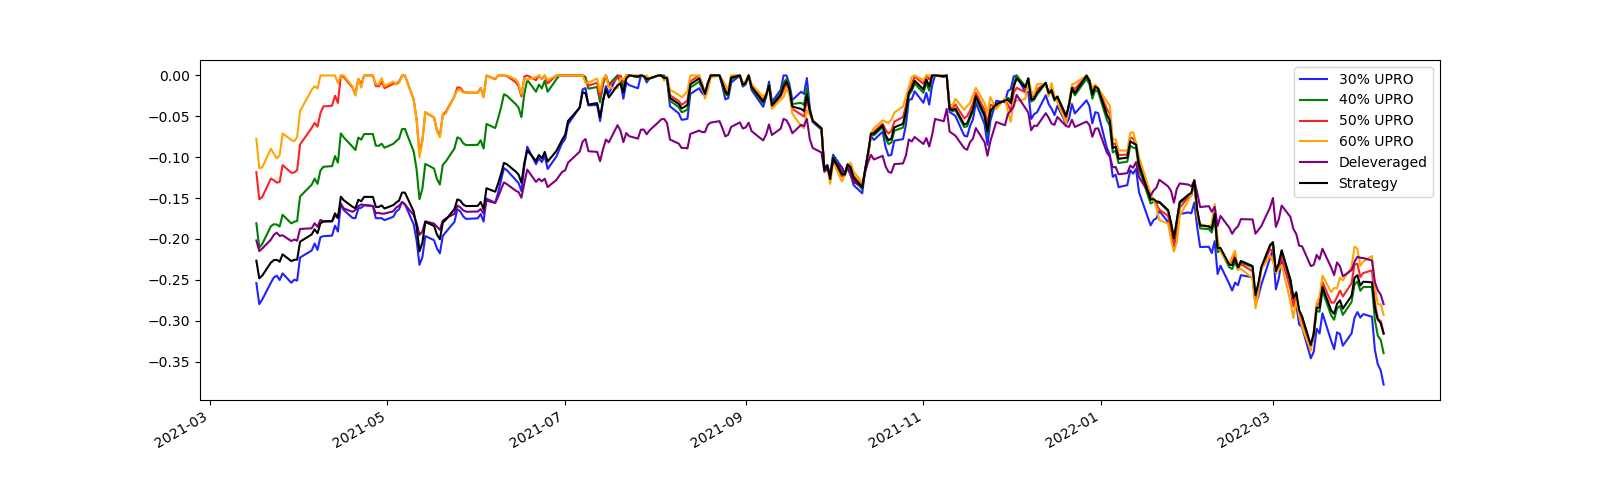 0.00
−0.05
−0.10
−0.15
−0.20
−0.25
−0.30
−0.35
2021-03
2021-05
2021-07
2021-09
2021-11
2022-01
2022-03
30% UPRO
40% UPRO
50% UPRO
60% UPRO
Deleveraged
Strategy